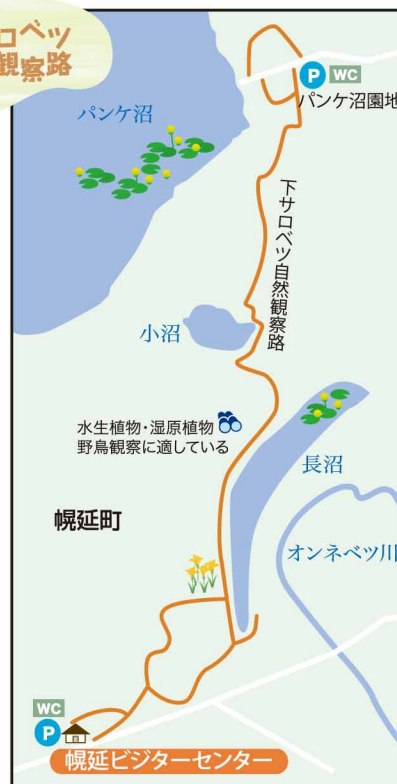 ロベツ
観察路
P WC
パンケ沼園地
パンケ沼
下サロベツ自然観察路
小沼
水生植物・湿原植物
野鳥観察に適している
長沼
幌延町
オンネベツ川
WC
P
幌延ビジターセンター